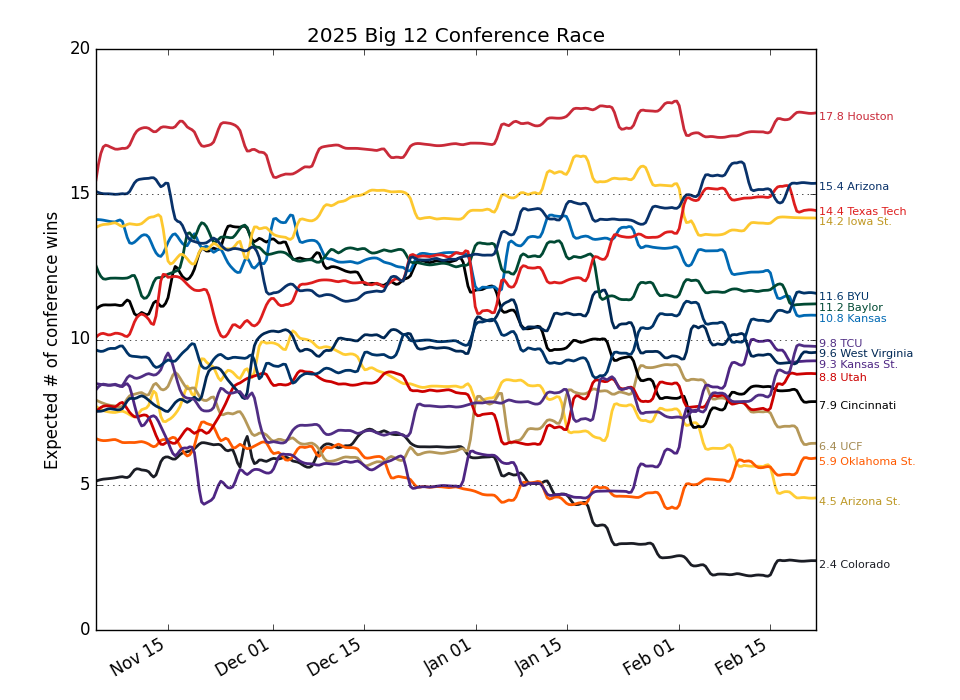 2025 Big 12 Conference Race
Expected # of conference wins
20
15
10
5
0
17.8 Houston
15.4 Arizona
14.4 Texas Tech
14.2 Iowa St.
11.6 BYU
11.2 Baylor
10.8 Kansas
9.8 TCU
9.6 West Virginia
9.3 Kansas St.
8.8 Utah
7.9 Cincinnati
6.4 UCF
5.9 Oklahoma St.
4.5 Arizona St.
2.4 Colorado
Nov 15
Dec 01
Dec 15
Jan 01
Jan 15
Feb 01
Feb 15